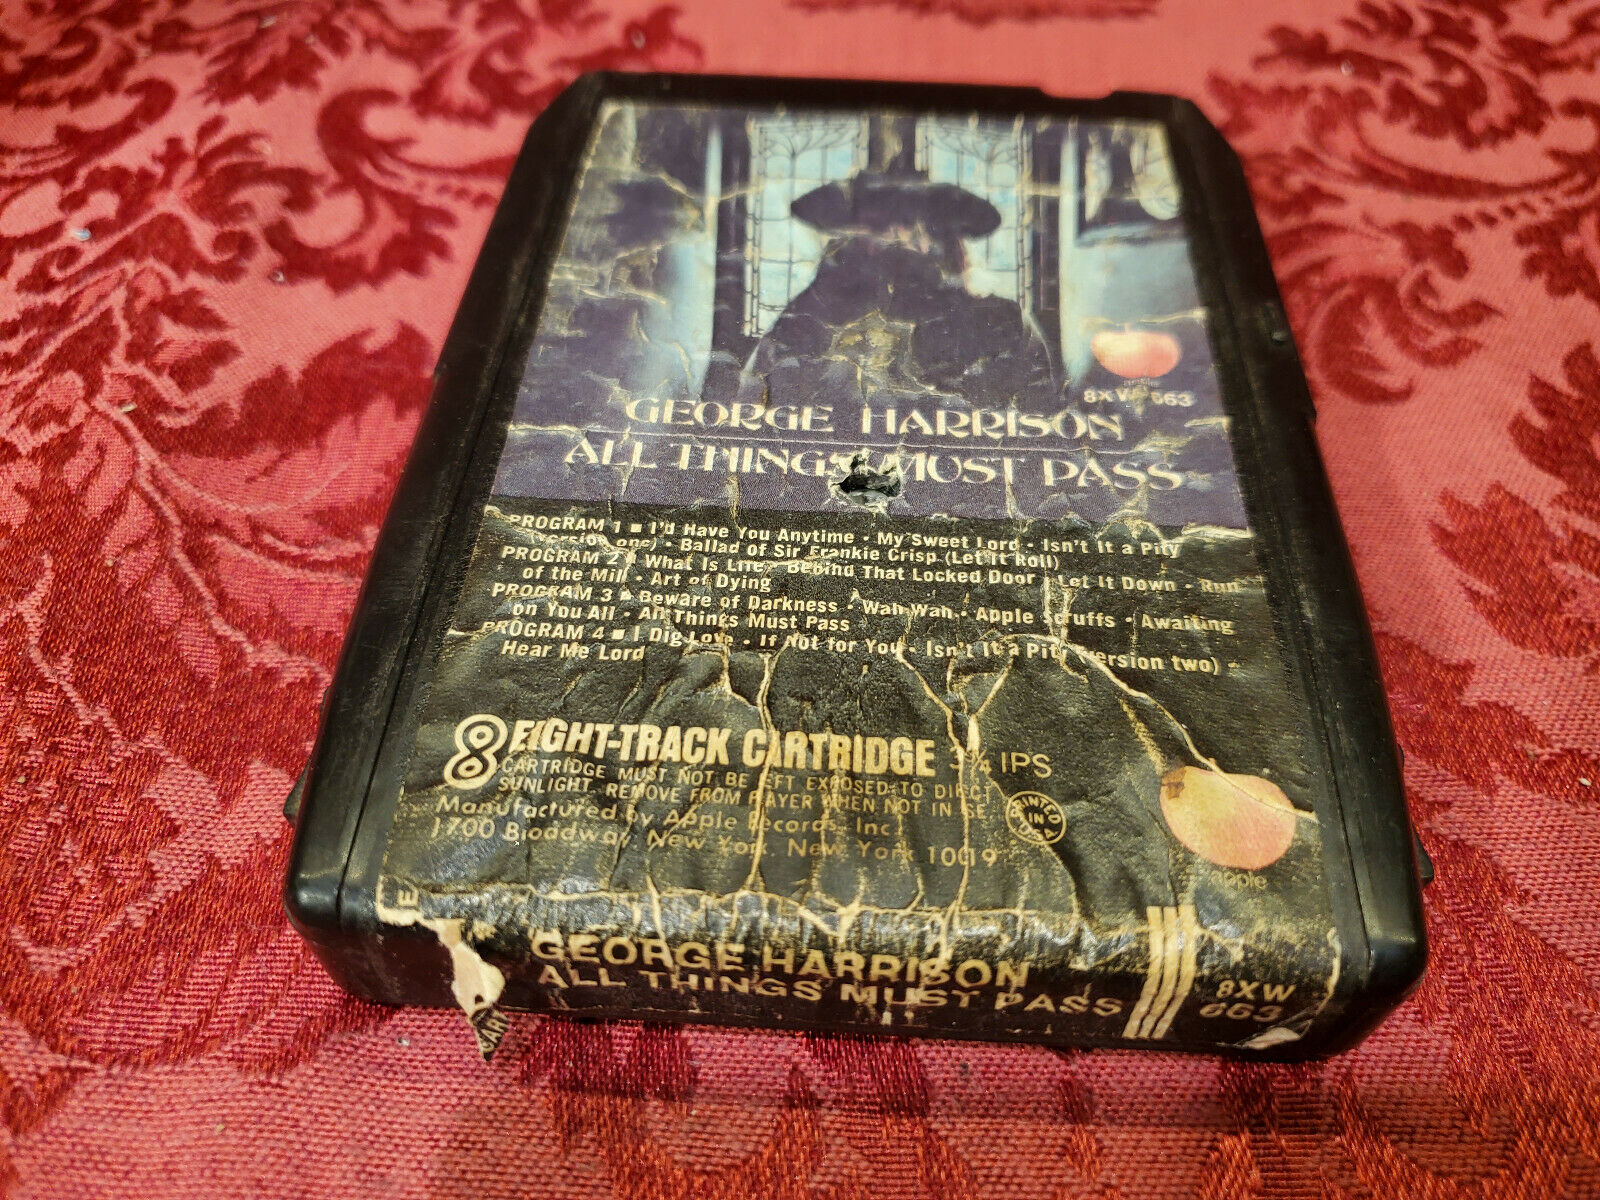 8XW 663
GEORGE HARRISON
ALL THINGS MUST PASS
PROGRAM 1 ■ I'd Have You Anytime • My Sweet Lord • Isn't It a Pity
(version one) • Ballad of Sir Frankie Crisp (Let It Roll)
PROGRAM 2 ■ What Is Life • Behind That Locked Door • Let It Down • Run
of the Mill • Art of Dying
PROGRAM 3 ■ Beware of Darkness • Wah Wah • Apple Scruffs • Awaiting
on You All • All Things Must Pass
PROGRAM 4 ■ I Dig Love • If Not for You • Isn't It a Pity (version two) •
Hear Me Lord
8 EIGHT-TRACK CARTRIDGE 3¾ IPS
CARTRIDGE MUST NOT BE LEFT EXPOSED TO DIRECT
SUNLIGHT. REMOVE FROM PLAYER WHEN NOT IN USE.
Manufactured by Apple Records, Inc.
1700 Broadway, New York, New York 10019
PRINTED
IN
USA
apple
E
GEORGE HARRISON
ALL THINGS MUST PASS
8XW
663